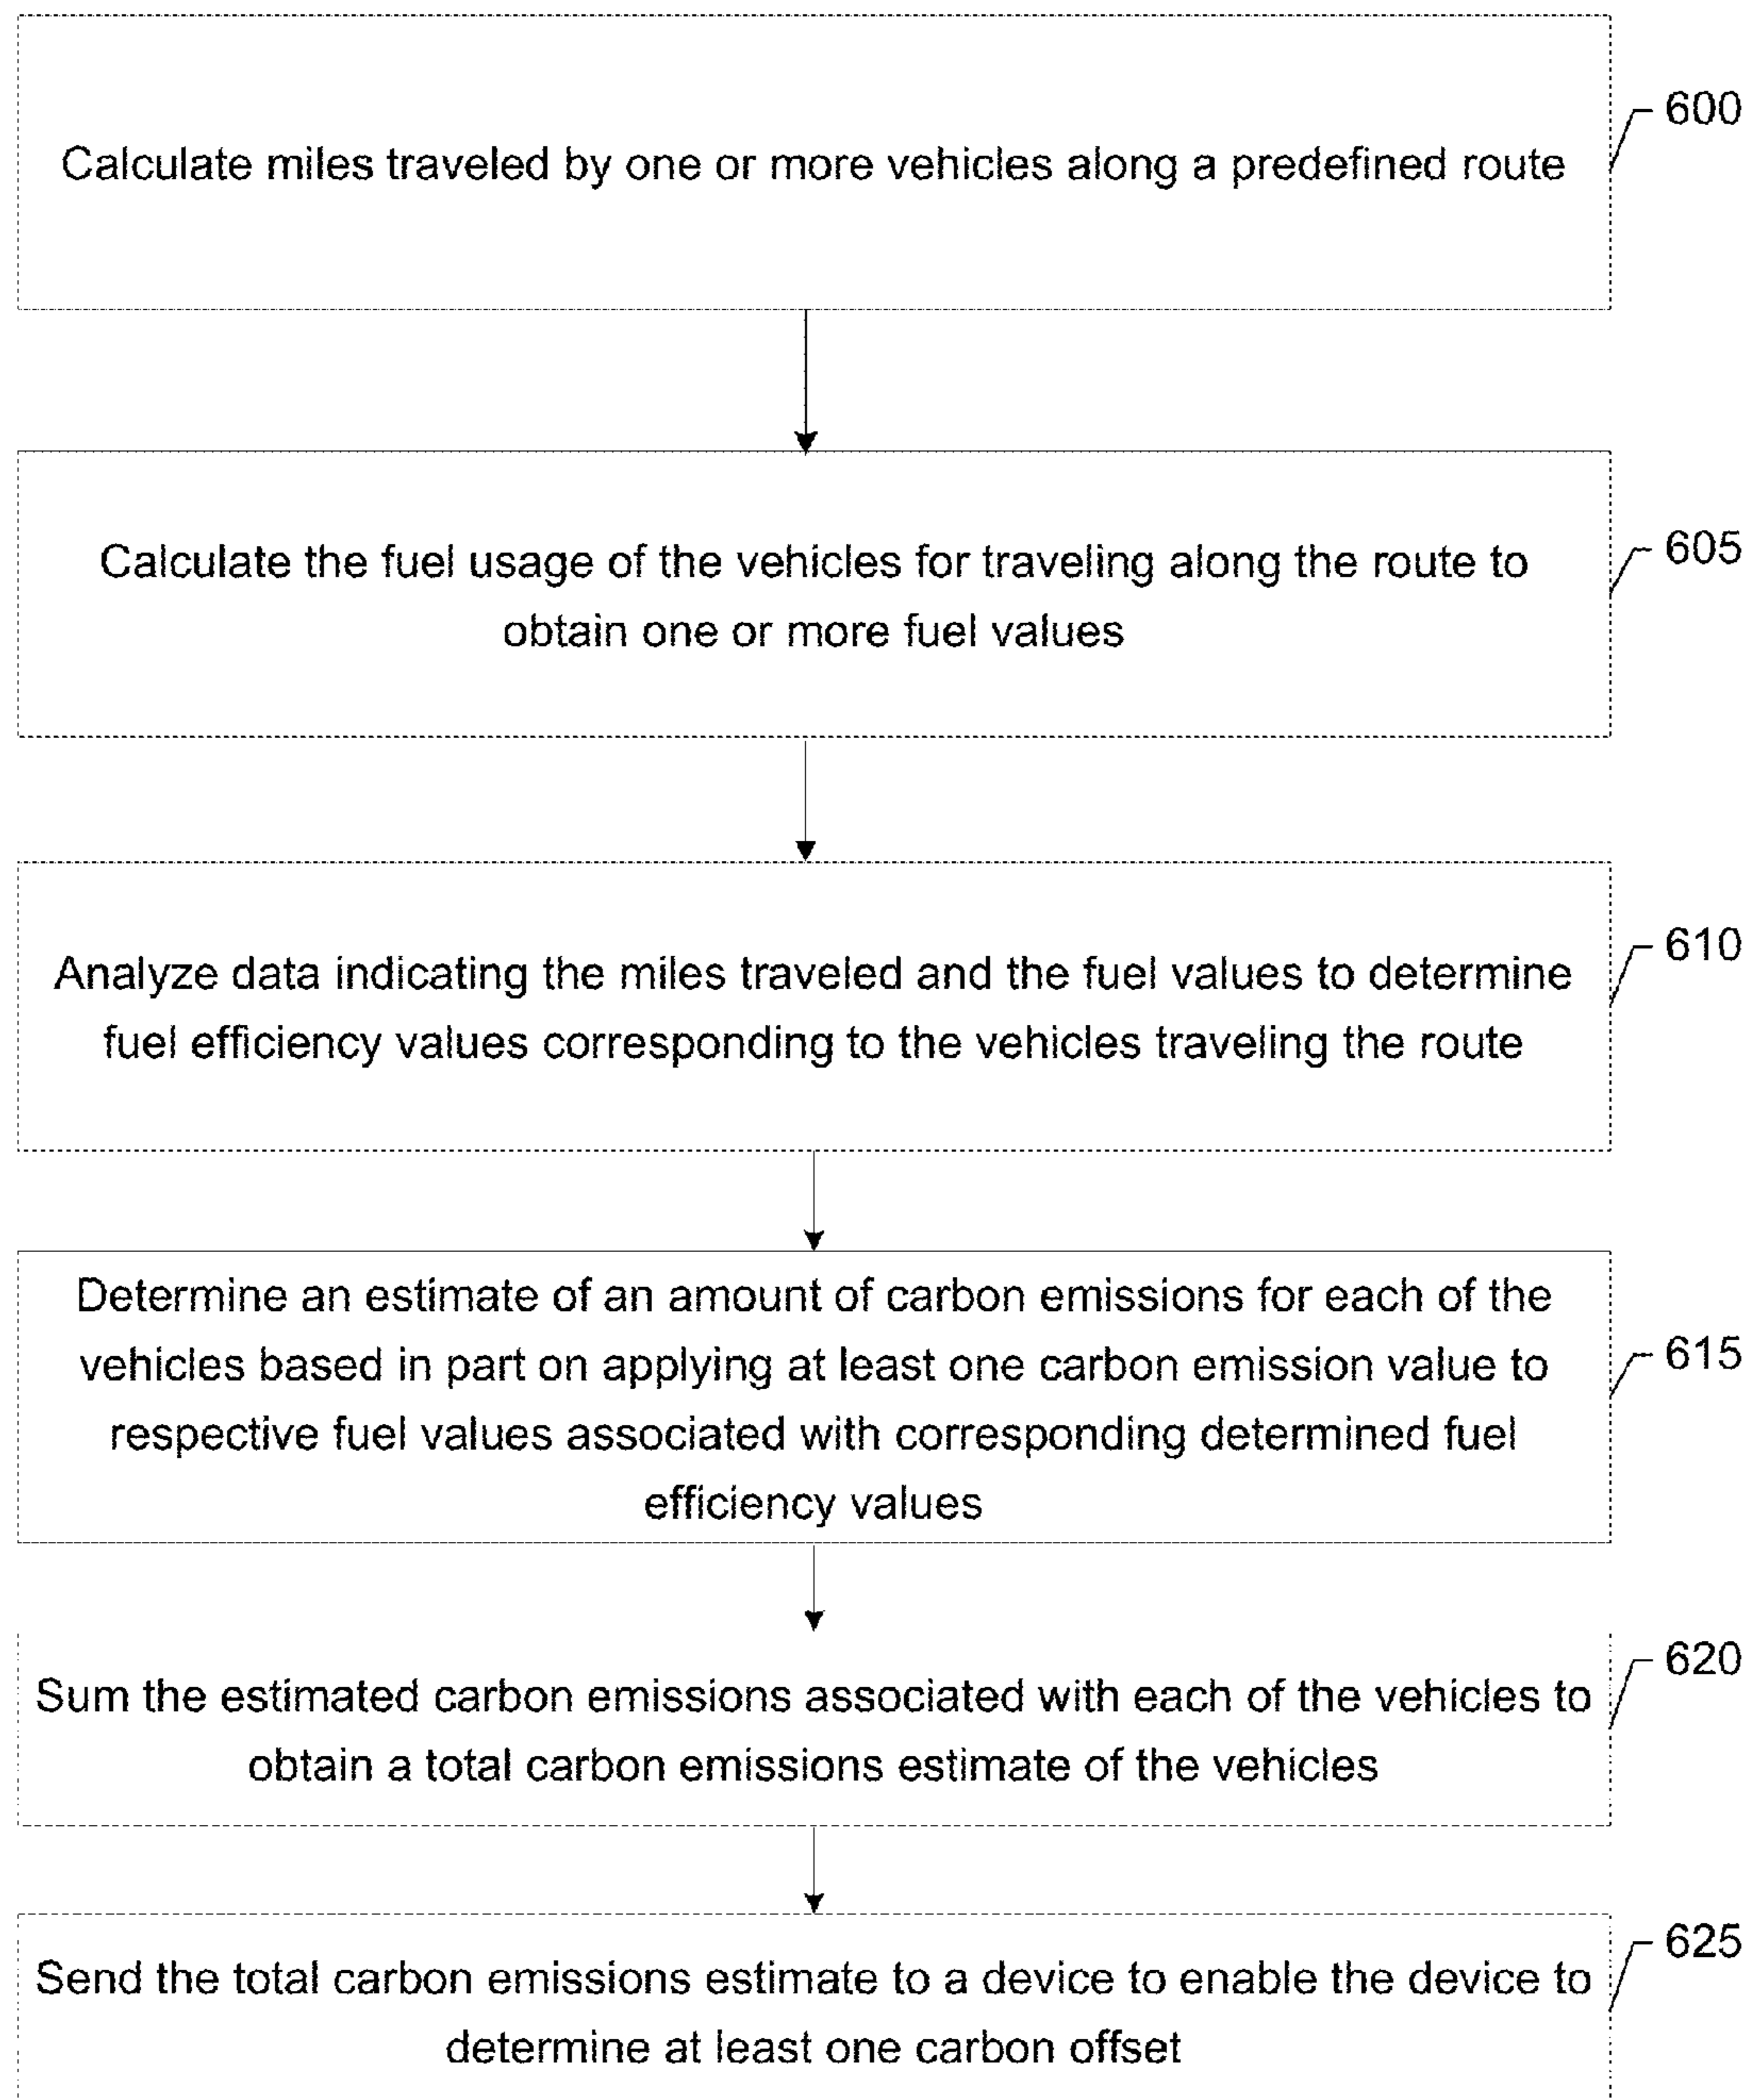 Calculate miles traveled by one or more vehicles along a predefined route
600
Calculate the fuel usage of the vehicles for traveling along the route to
obtain one or more fuel values
605
Analyze data indicating the miles traveled and the fuel values to determine
fuel efficiency values corresponding to the vehicles traveling the route
610
Determine an estimate of an amount of carbon emissions for each of the
vehicles based in part on applying at least one carbon emission value to
respective fuel values associated with corresponding determined fuel
efficiency values
615
Sum the estimated carbon emissions associated with each of the vehicles to
obtain a total carbon emissions estimate of the vehicles
620
Send the total carbon emissions estimate to a device to enable the device to
determine at least one carbon offset
625